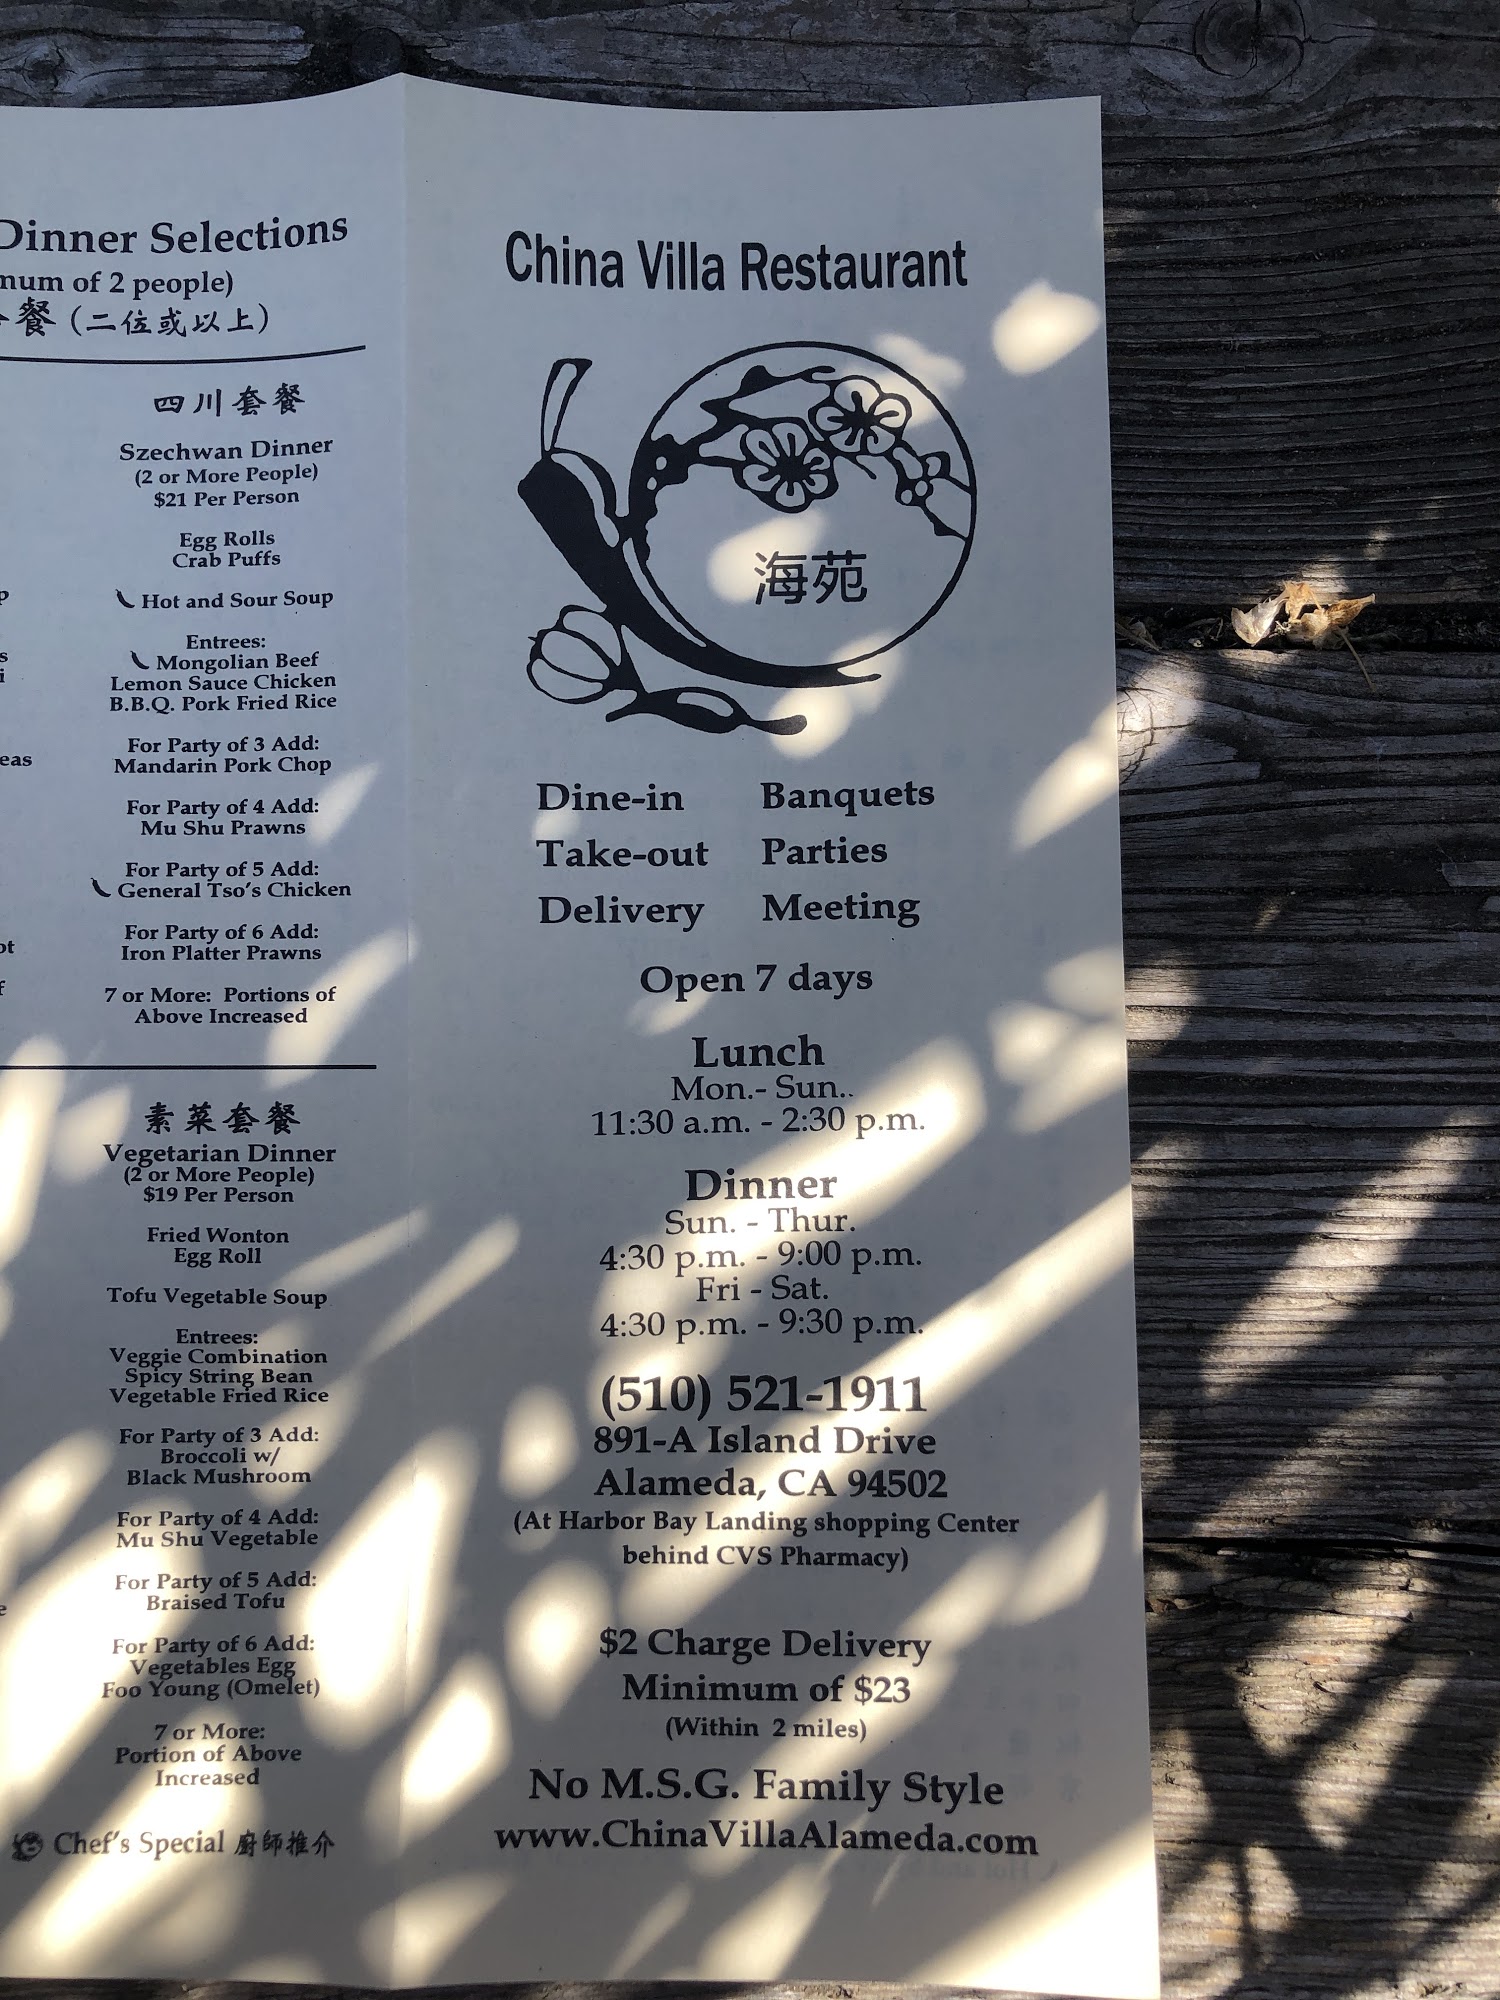 Dinner Selections
of 2 people)
餐 (二位或以上)
四川套餐
Szechwan Dinner
(2 or More People)
$21 Per Person
Egg Rolls
Crab Puffs
Hot and Sour Soup
Entrees:
Mongolian Beef
Lemon Sauce Chicken
B.B.Q. Pork Fried Rice
For Party of 3 Add:
Mandarin Pork Chop
For Party of 4 Add:
Mu Shu Prawns
For Party of 5 Add:
General Tso's Chicken
For Party of 6 Add:
Iron Platter Prawns
7 or More: Portions of
Above Increased
素菜套餐
Vegetarian Dinner
(2 or More People)
$19 Per Person
Fried Wonton
Egg Roll
Tofu Vegetable Soup
Entrees:
Veggie Combination
Spicy String Bean
Vegetable Fried Rice
For Party of 3 Add:
Broccoli w/
Black Mushroom
For Party of 4 Add:
Mu Shu Vegetable
For Party of 5 Add:
Braised Tofu
For Party of 6 Add:
Vegetables Egg
Foo Young (Omelet)
7 or More:
Portion of Above
Increased
Chef's Special 廚師推介
China Villa Restaurant
海苑
Dine-in Banquets
Take-out Parties
Delivery Meeting
Open 7 days
Lunch
Mon.- Sun..
11:30 a.m. - 2:30 p.m.
Dinner
Sun. - Thur.
4:30 p.m. - 9:00 p.m.
Fri - Sat.
4:30 p.m. - 9:30 p.m.
(510) 521-1911
891-A Island Drive
Alameda, CA 94502
(At Harbor Bay Landing shopping Center
behind CVS Pharmacy)
$2 Charge Delivery
Minimum of $23
(Within 2 miles)
No M.S.G. Family Style
www.ChinaVillaAlameda.com